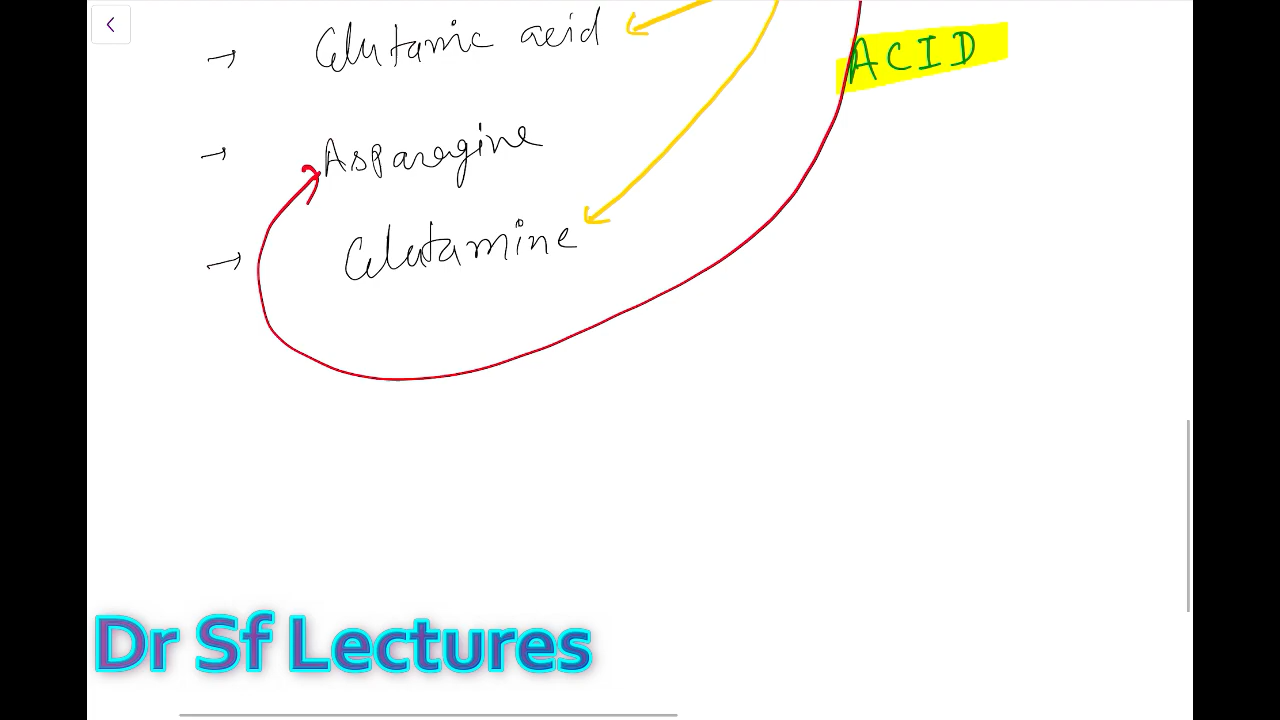 → Glutamic acid
ACID
→ Asparagine
→ Glutamine
Dr Sf Lectures